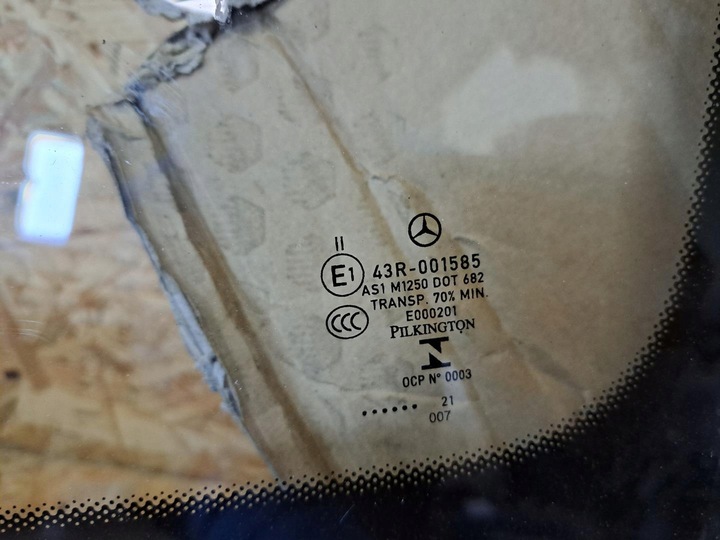 II
E1 43R-001585
AS1 M1250 DOT 682
TRANSP. 70% MIN.
E000201
CCC
PILKINGTON
N
OCP N° 0003
...... 21
007